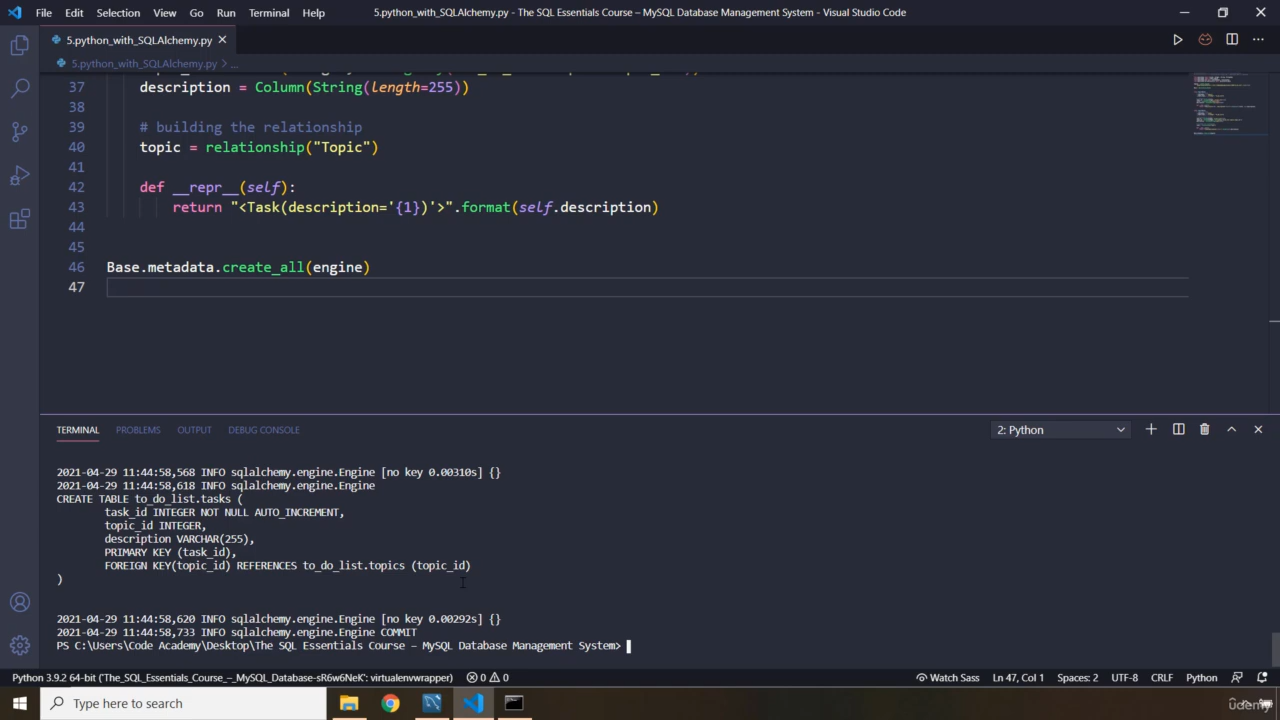 File Edit Selection View Go Run Terminal Help
5.python_with_SQLAlchemy.py - The SQL Essentials Course – MySQL Database Management System - Visual Studio Code
5.python_with_SQLAlchemy.py
5.python_with_SQLAlchemy.py > ...
37 description = Column(String(length=255))
38
39 # building the relationship
40 topic = relationship("Topic")
41
42 def __repr__(self):
43 return "<Task(description='{1})'>".format(self.description)
44
45
46 Base.metadata.create_all(engine)
47
TERMINAL PROBLEMS OUTPUT DEBUG CONSOLE
2: Python
2021-04-29 11:44:58,568 INFO sqlalchemy.engine.Engine [no key 0.00310s] {}
2021-04-29 11:44:58,618 INFO sqlalchemy.engine.Engine
CREATE TABLE to_do_list.tasks (
task_id INTEGER NOT NULL AUTO_INCREMENT,
topic_id INTEGER,
description VARCHAR(255),
PRIMARY KEY (task_id),
FOREIGN KEY(topic_id) REFERENCES to_do_list.topics (topic_id)
)
2021-04-29 11:44:58,620 INFO sqlalchemy.engine.Engine [no key 0.00292s] {}
2021-04-29 11:44:58,733 INFO sqlalchemy.engine.Engine COMMIT
PS C:\Users\Code Academy\Desktop\The SQL Essentials Course – MySQL Database Management System>
Python 3.9.2 64-bit ('The_SQL_Essentials_Course_–_MySQL_Database-sR6w6NeK': virtualenvwrapper) 0 0
Watch Sass Ln 47, Col 1 Spaces: 2 UTF-8 CRLF Python
Type here to search
udemy